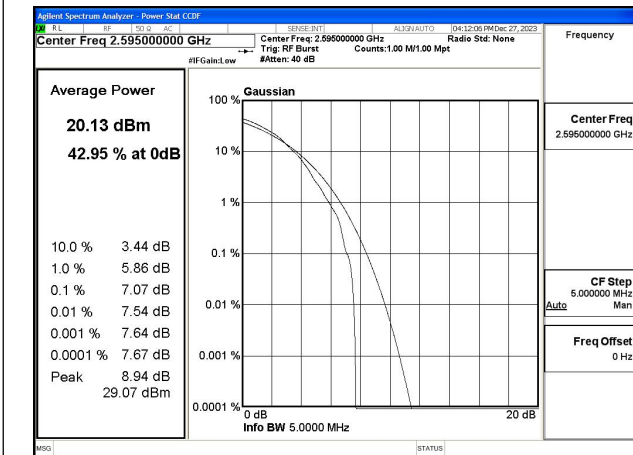 Agilent Spectrum Analyzer - Power Stat CCDF
RL RF 50 Ω AC SENSE:INT ALIGN AUTO 04:12:06 PM Dec 27, 2023
Center Freq 2.595000000 GHz
Center Freq: 2.595000000 GHz Radio Std: None
Trig: RF Burst Counts:1.00 M/1.00 Mpt
#IFGain:Low #Atten: 40 dB
Frequency
Average Power
20.13 dBm
42.95 % at 0dB
10.0 % 3.44 dB
1.0 % 5.86 dB
0.1 % 7.07 dB
0.01 % 7.54 dB
0.001 % 7.64 dB
0.0001 % 7.67 dB
Peak 8.94 dB
29.07 dBm
Gaussian
100 %
10 %
1 %
0.1 %
0.01 %
0.001 %
0.0001 %
0 dB 20 dB
Info BW 5.0000 MHz
Center Freq
2.595000000 GHz
CF Step
5.000000 MHz
Auto Man
Freq Offset
0 Hz
MSG STATUS